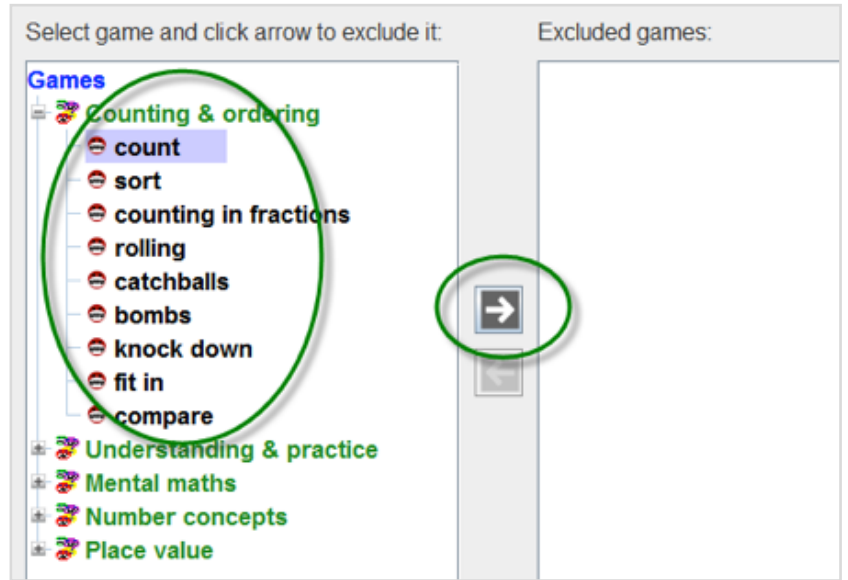 Select game and click arrow to exclude it:
Excluded games:
Games
Counting & ordering
count
sort
counting in fractions
rolling
catchballs
bombs
knock down
fit in
compare
Understanding & practice
Mental maths
Number concepts
Place value